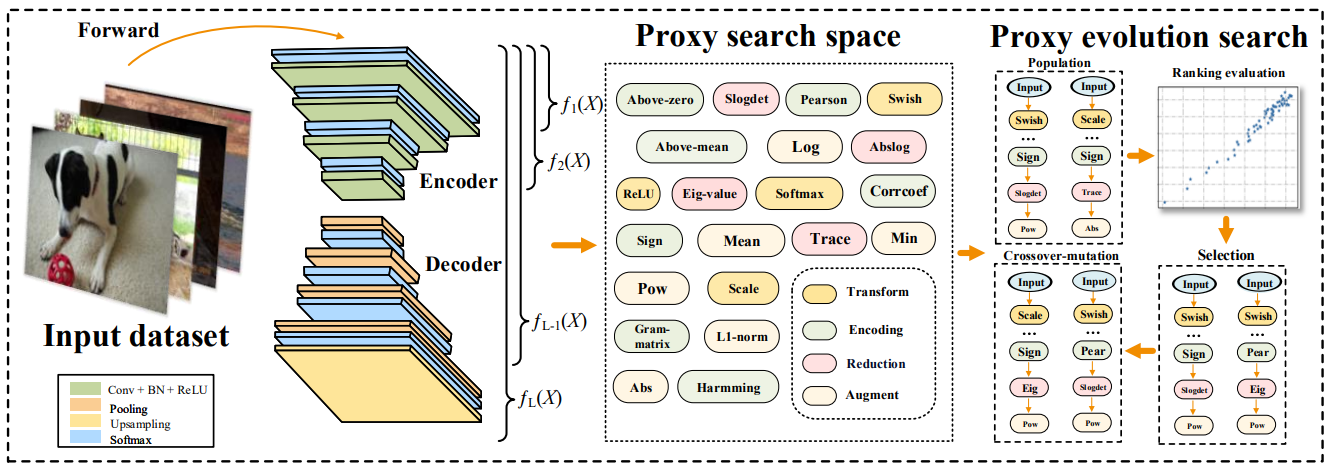 Forward
Input dataset
Conv + BN + ReLU
Pooling
Upsampling
Softmax
Encoder
Decoder
f1(X)
f2(X)
fL-1(X)
fL(X)
Proxy search space
Above-zero
Slogdet
Pearson
Swish
Above-mean
Log
Abslog
ReLU
Eig-value
Softmax
Corrcoef
Sign
Mean
Trace
Min
Pow
Scale
Gram-
matrix
L1-norm
Abs
Harmming
Transform
Encoding
Reduction
Augment
Proxy evolution search
Population
Input
Swish
...
Sign
Slogdet
Pow
Input
Scale
...
Sign
Trace
Abs
Ranking evaluation
Crossover-mutation
Input
Scale
...
Sign
Eig
Pow
Input
Swish
...
Pear
Slogdet
Pow
Selection
Input
Swish
...
Sign
Slogdet
Pow
Input
Swish
...
Pear
Eig
Pow